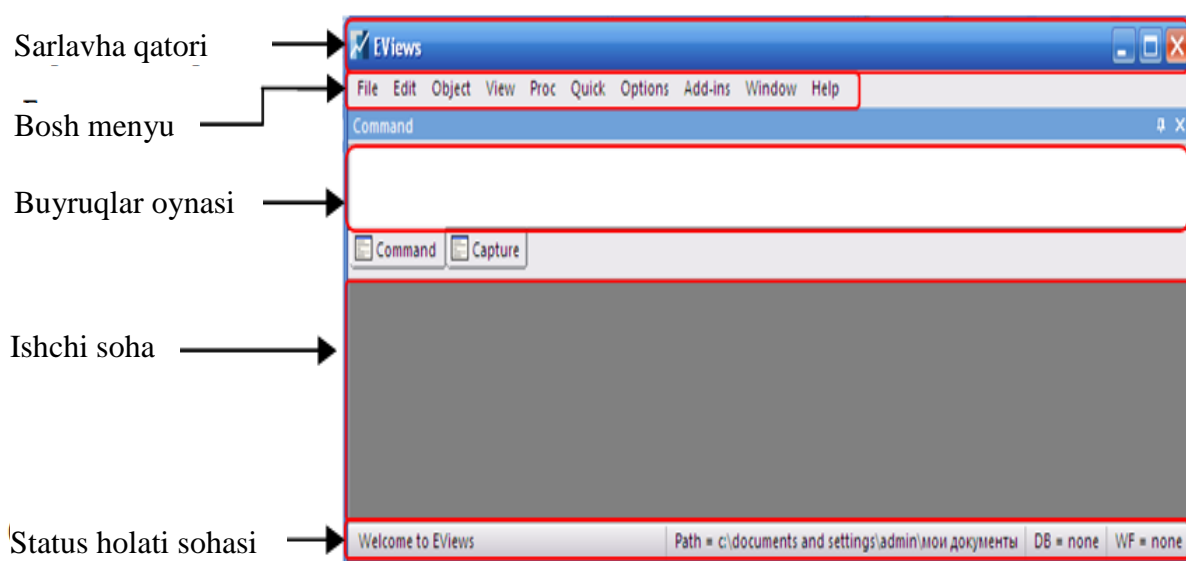 Sarlavha qatori
EViews
File Edit Object View Proc Quick Options Add-ins Window Help
Bosh menyu
Command
Buyruqlar oynasi
Command Capture
Ishchi soha
Status holati sohasi
Welcome to EViews Path = c:\documents and settings\admin\мои документы DB = none WF = none